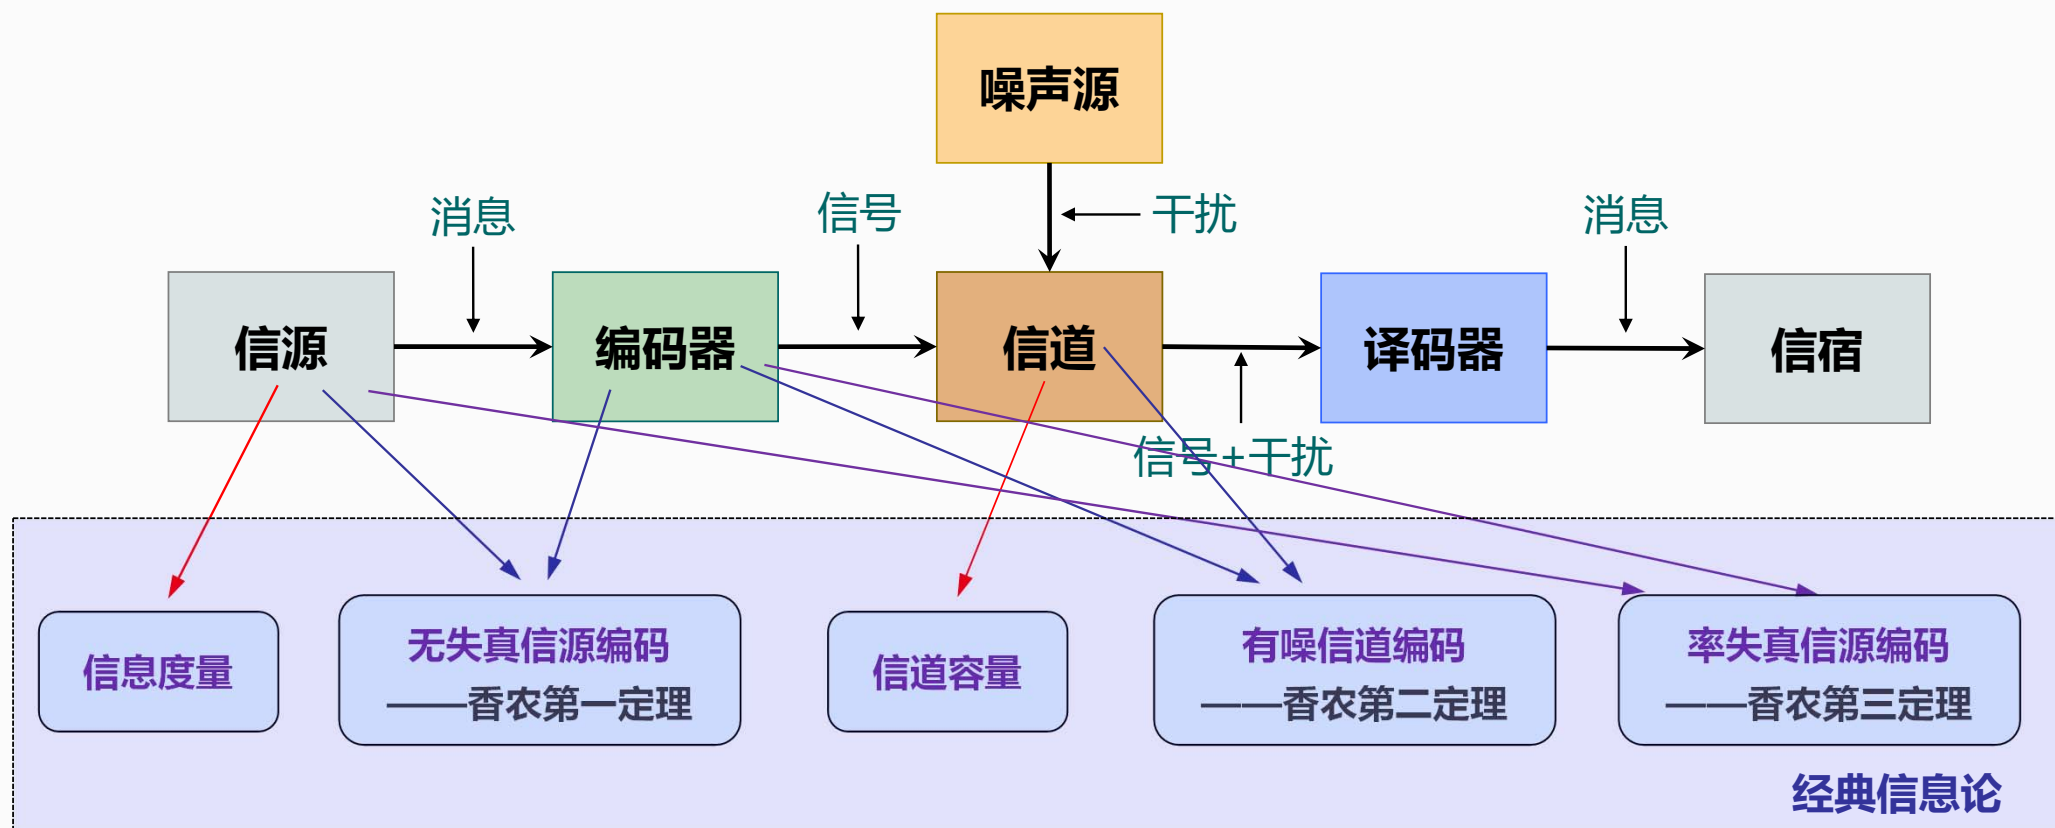 噪声源
消息
信号
干扰
消息
信源
编码器
信道
译码器
信宿
信号+干扰
信息度量
无失真信源编码
——香农第一定理
信道容量
有噪信道编码
——香农第二定理
率失真信源编码
——香农第三定理
经典信息论